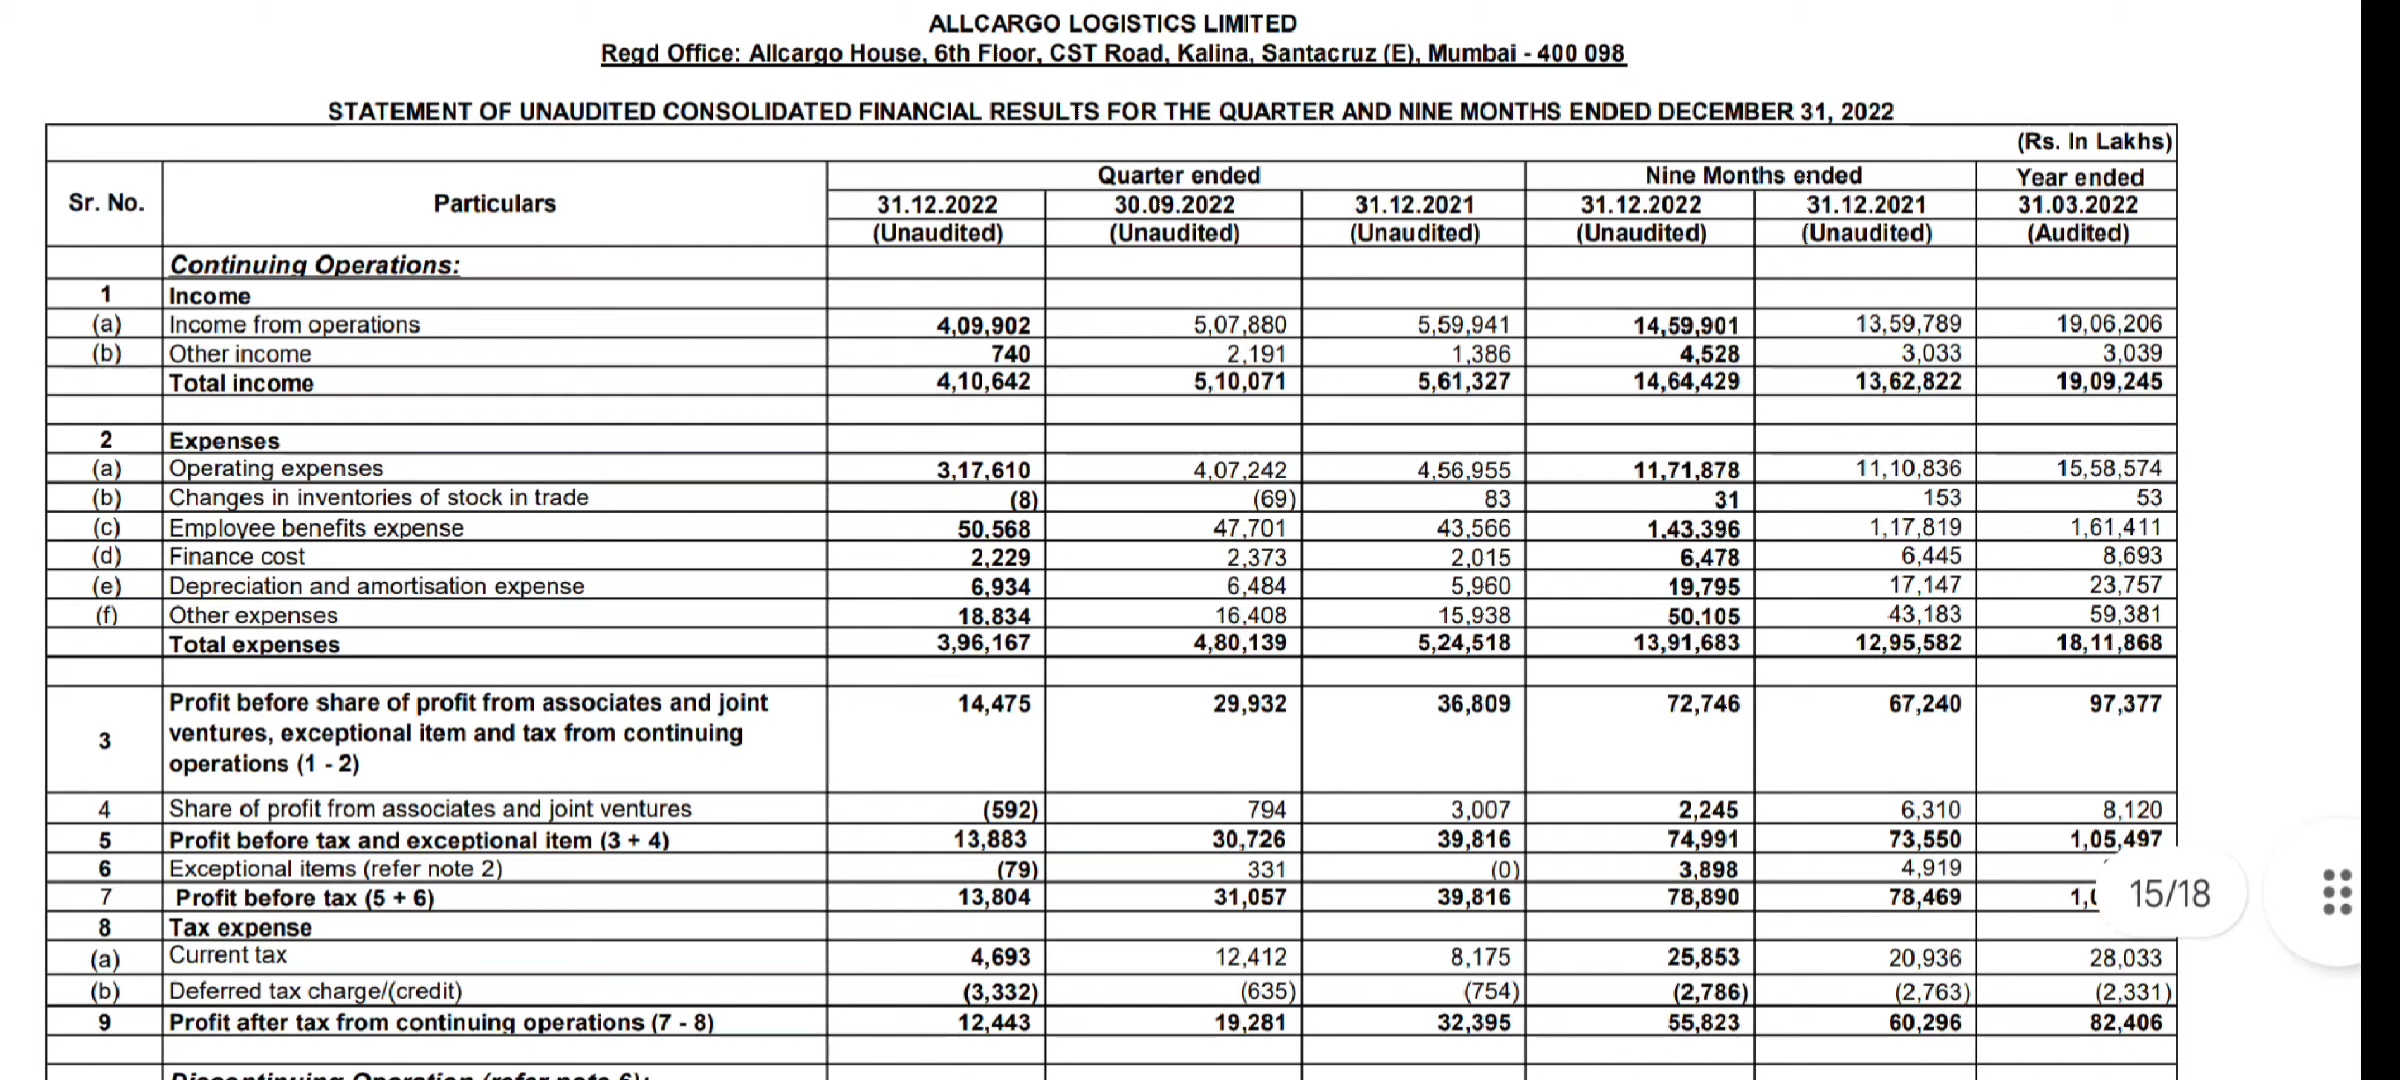 ALLCARGO LOGISTICS LIMITED
Regd Office: Allcargo House, 6th Floor, CST Road, Kalina, Santacruz (E), Mumbai - 400 098
STATEMENT OF UNAUDITED CONSOLIDATED FINANCIAL RESULTS FOR THE QUARTER AND NINE MONTHS ENDED DECEMBER 31, 2022
(Rs. In Lakhs)
Sr. No. Particulars Quarter ended Nine Months ended Year ended
31.12.2022 30.09.2022 31.12.2021 31.12.2022 31.12.2021 31.03.2022
(Unaudited) (Unaudited) (Unaudited) (Unaudited) (Unaudited) (Audited)
Continuing Operations:
1 Income
(a) Income from operations 4,09,902 5,07,880 5,59,941 14,59,901 13,59,789 19,06,206
(b) Other income 740 2,191 1,386 4,528 3,033 3,039
Total income 4,10,642 5,10,071 5,61,327 14,64,429 13,62,822 19,09,245
2 Expenses
(a) Operating expenses 3,17,610 4,07,242 4,56,955 11,71,878 11,10,836 15,58,574
(b) Changes in inventories of stock in trade (8) (69) 83 31 153 53
(c) Employee benefits expense 50,568 47,701 43,566 1,43,396 1,17,819 1,61,411
(d) Finance cost 2,229 2,373 2,015 6,478 6,445 8,693
(e) Depreciation and amortisation expense 6,934 6,484 5,960 19,795 17,147 23,757
(f) Other expenses 18,834 16,408 15,938 50,105 43,183 59,381
Total expenses 3,96,167 4,80,139 5,24,518 13,91,683 12,95,582 18,11,868
3 Profit before share of profit from associates and joint 14,475 29,932 36,809 72,746 67,240 97,377
ventures, exceptional item and tax from continuing
operations (1 - 2)
4 Share of profit from associates and joint ventures (592) 794 3,007 2,245 6,310 8,120
5 Profit before tax and exceptional item (3 + 4) 13,883 30,726 39,816 74,991 73,550 1,05,497
6 Exceptional items (refer note 2) (79) 331 (0) 3,898 4,919
7 Profit before tax (5 + 6) 13,804 31,057 39,816 78,890 78,469
15/18
8 Tax expense
(a) Current tax 4,693 12,412 8,175 25,853 20,936 28,033
(b) Deferred tax charge/(credit) (3,332) (635) (754) (2,786) (2,763) (2,331)
9 Profit after tax from continuing operations (7 - 8) 12,443 19,281 32,395 55,823 60,296 82,406